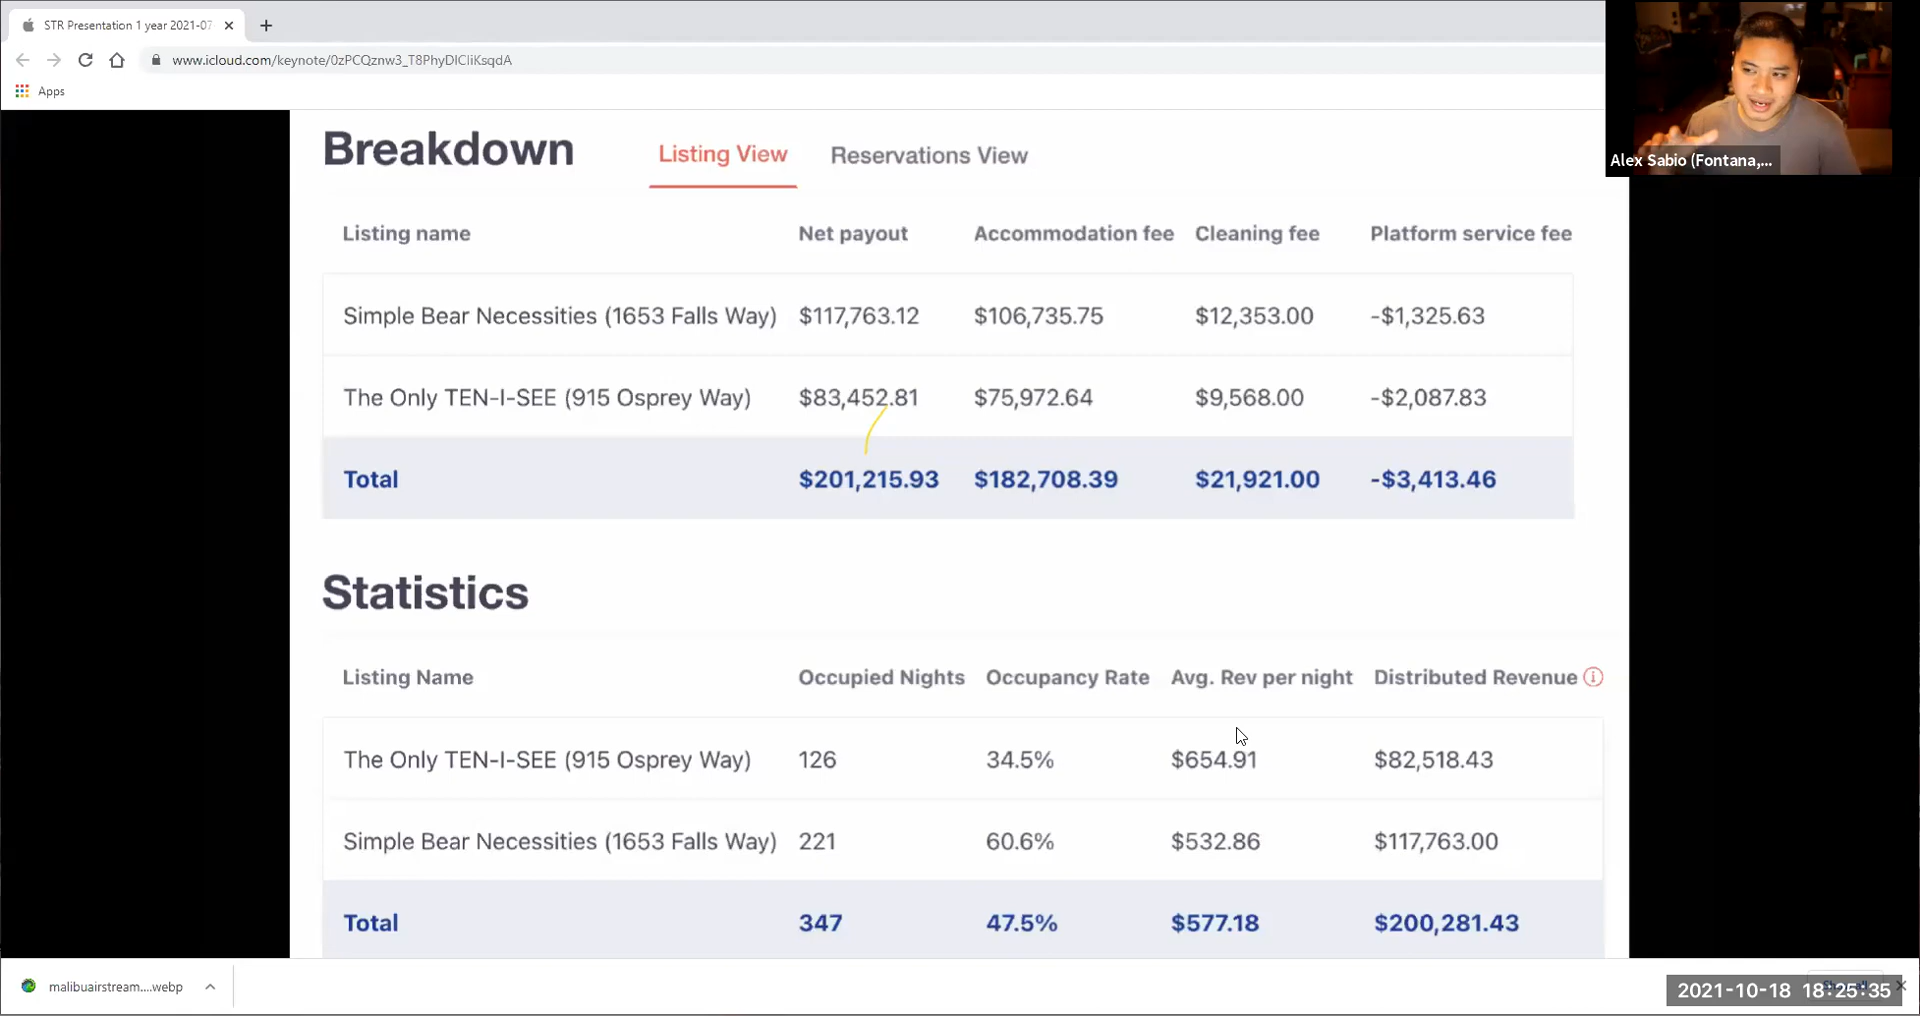 STR Presentation 1 year 2021-07
www.icloud.com/keynote/0zPCQznw3_T8PhyDICIiKsqdA
Apps
Alex Sabio (Fontana,...
Breakdown Listing View Reservations View
Listing name Net payout Accommodation fee Cleaning fee Platform service fee
Simple Bear Necessities (1653 Falls Way) $117,763.12 $106,735.75 $12,353.00 -$1,325.63
The Only TEN-I-SEE (915 Osprey Way) $83,452.81 $75,972.64 $9,568.00 -$2,087.83
Total $201,215.93 $182,708.39 $21,921.00 -$3,413.46
Statistics
Listing Name Occupied Nights Occupancy Rate Avg. Rev per night Distributed Revenue
The Only TEN-I-SEE (915 Osprey Way) 126 34.5% $654.91 $82,518.43
Simple Bear Necessities (1653 Falls Way) 221 60.6% $532.86 $117,763.00
Total 347 47.5% $577.18 $200,281.43
malibuairstream....webp
2021-10-18 18:25:35